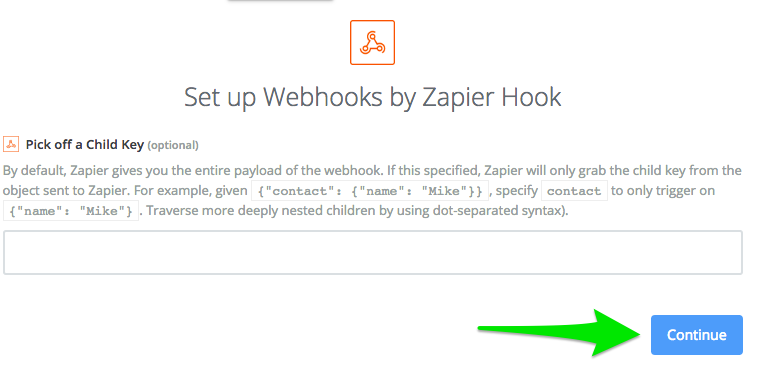 Set up Webhooks by Zapier Hook
Pick off a Child Key (optional)
By default, Zapier gives you the entire payload of the webhook. If this specified, Zapier will only grab the child key from the
object sent to Zapier. For example, given {"contact": {"name": "Mike"}} , specify contact to only trigger on
{"name": "Mike"} . Traverse more deeply nested children by using dot-separated syntax).
Continue